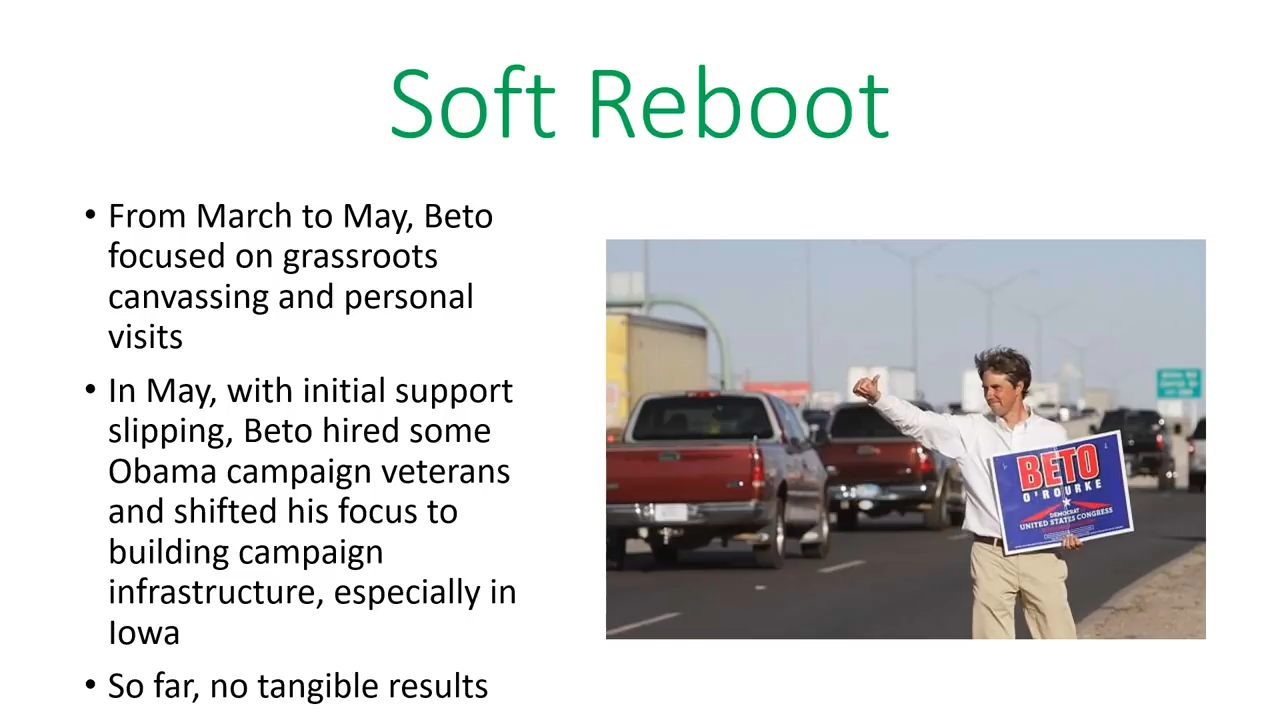 Soft Reboot
• From March to May, Beto
focused on grassroots
canvassing and personal
visits
• In May, with initial support
slipping, Beto hired some
Obama campaign veterans
and shifted his focus to
building campaign
infrastructure, especially in
Iowa
• So far, no tangible results
BETO
O'ROURKE
DEMOCRAT
UNITED STATES CONGRESS